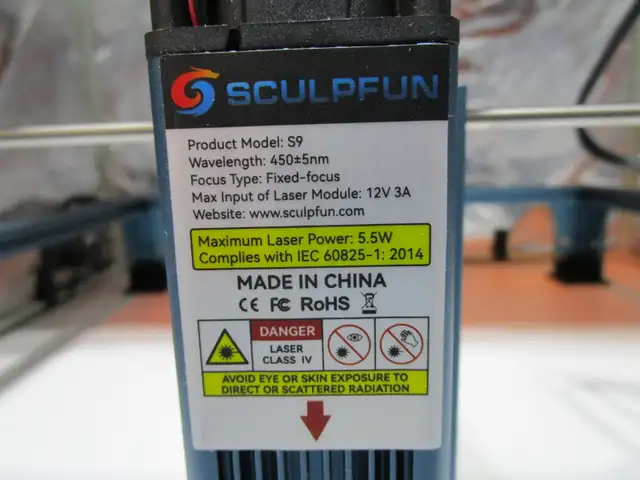 SCULPFUN
Product Model: S9
Wavelength: 450±5nm
Focus Type: Fixed-focus
Max Input of Laser Module: 12V 3A
Website: www.sculpfun.com
Maximum Laser Power: 5.5W
Complies with IEC 60825-1: 2014
MADE IN CHINA
CE FC RoHS
DANGER
LASER
CLASS IV
AVOID EYE OR SKIN EXPOSURE TO
DIRECT OR SCATTERED RADIATION